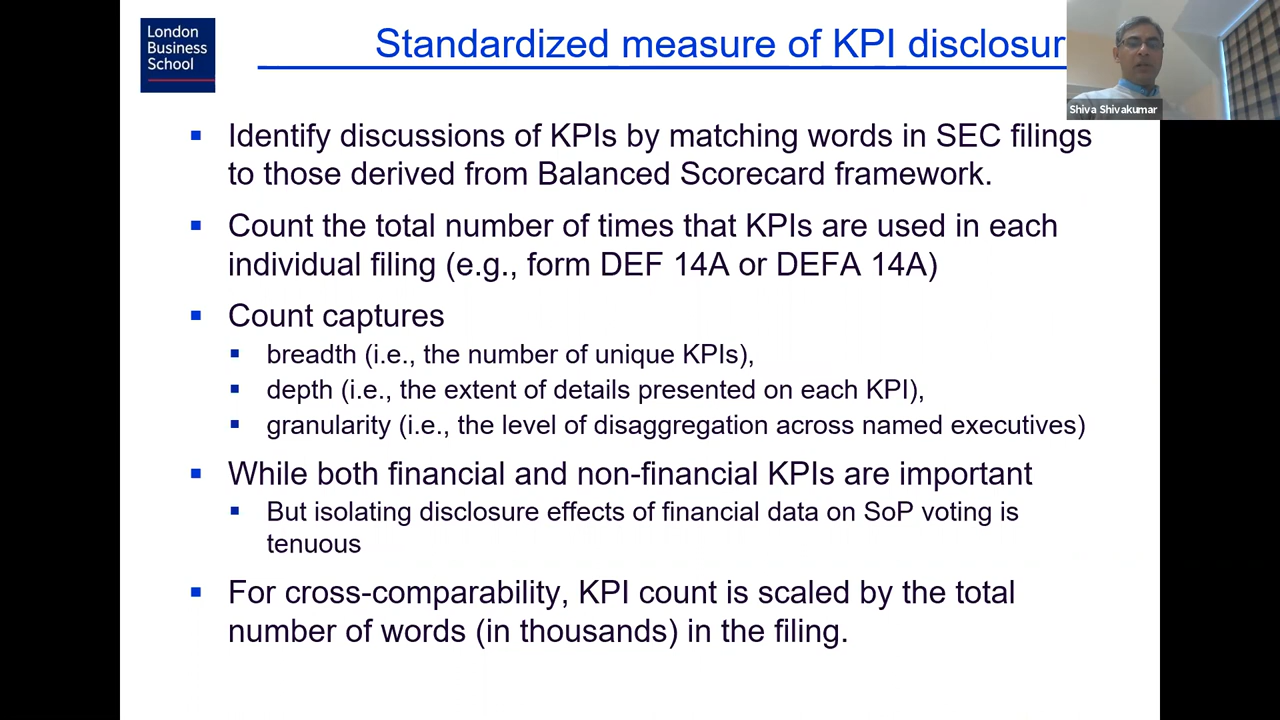 London
Business
School
Standardized measure of KPI disclosur
Shiva Shivakumar
▪ Identify discussions of KPIs by matching words in SEC filings
to those derived from Balanced Scorecard framework.
▪ Count the total number of times that KPIs are used in each
individual filing (e.g., form DEF 14A or DEFA 14A)
▪ Count captures
▪ breadth (i.e., the number of unique KPIs),
▪ depth (i.e., the extent of details presented on each KPI),
▪ granularity (i.e., the level of disaggregation across named executives)
▪ While both financial and non-financial KPIs are important
▪ But isolating disclosure effects of financial data on SoP voting is
tenuous
▪ For cross-comparability, KPI count is scaled by the total
number of words (in thousands) in the filing.